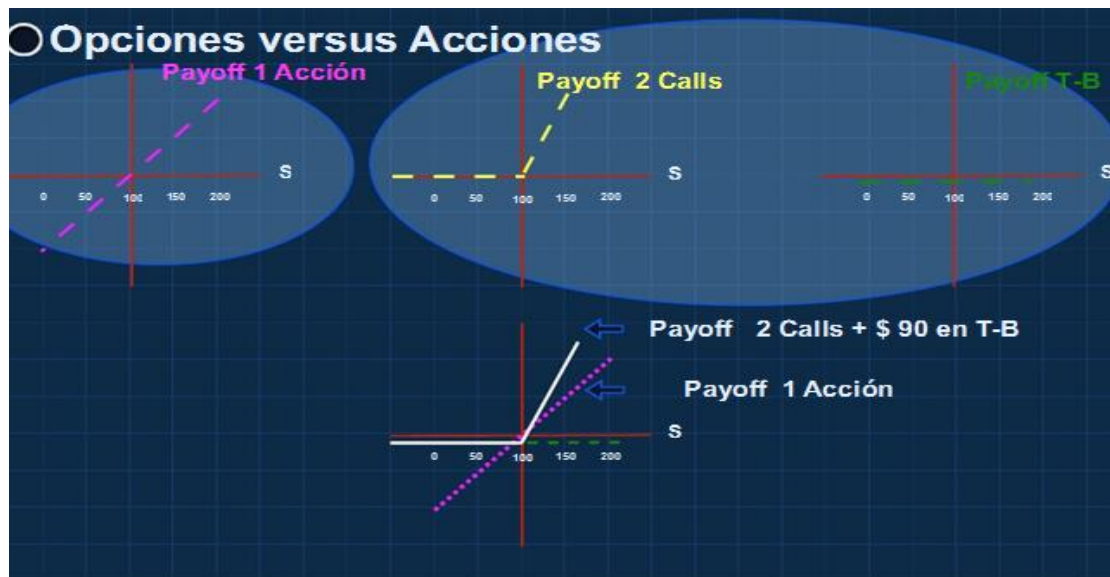 Opciones versus Acciones
Payoff 1 Acción
Payoff 2 Calls
Payoff T-B
S
0 50 100 150 200
S
0 50 100 150 200
S
0 50 100 150 200
Payoff 2 Calls + $ 90 en T-B
Payoff 1 Acción
S
0 50 100 150 200